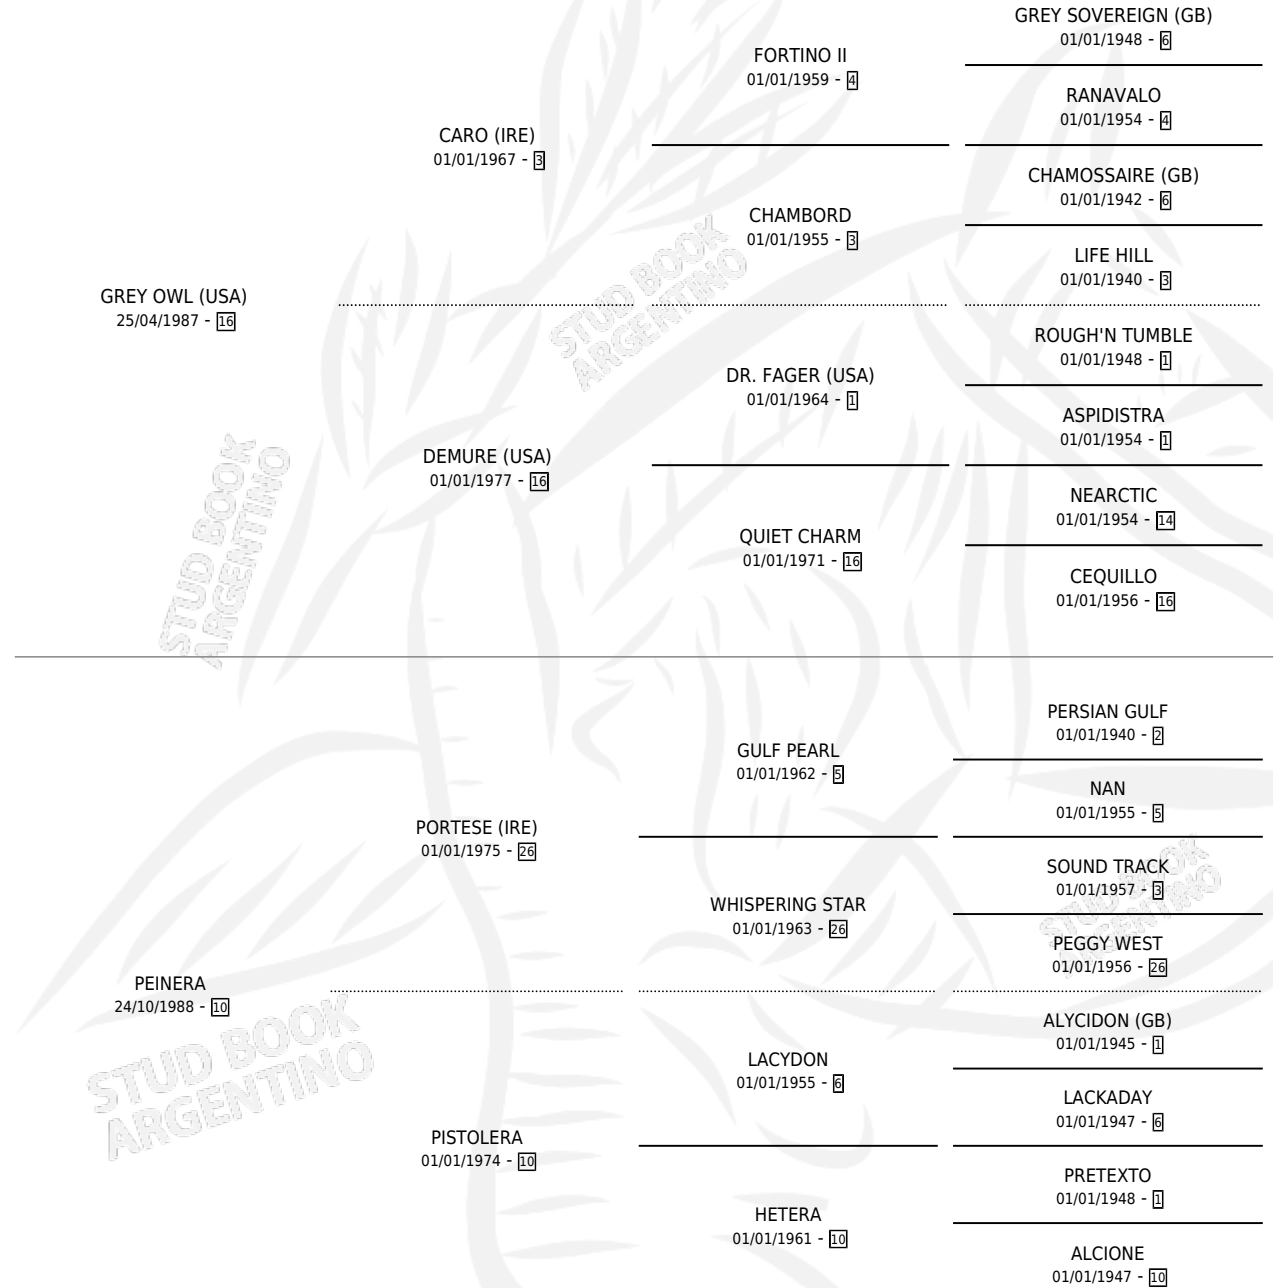 GREY SOVEREIGN (GB)
01/01/1948 - 6
FORTINO II
01/01/1959 - 4
RANAVALO
01/01/1954 - 4
CARO (IRE)
01/01/1967 - 3
CHAMOSSAIRE (GB)
01/01/1942 - 6
CHAMBORD
01/01/1955 - 3
LIFE HILL
01/01/1940 - 3
GREY OWL (USA)
25/04/1987 - 16
ROUGH'N TUMBLE
01/01/1948 - 1
DR. FAGER (USA)
01/01/1964 - 1
ASPIDISTRA
01/01/1954 - 1
DEMURE (USA)
01/01/1977 - 16
NEARCTIC
01/01/1954 - 14
QUIET CHARM
01/01/1971 - 16
CEQUILLO
01/01/1956 - 16
PERSIAN GULF
01/01/1940 - 2
GULF PEARL
01/01/1962 - 5
NAN
01/01/1955 - 5
PORTESE (IRE)
01/01/1975 - 26
SOUND TRACK
01/01/1957 - 3
WHISPERING STAR
01/01/1963 - 26
PEGGY WEST
01/01/1956 - 26
PEINERA
24/10/1988 - 10
ALYCIDON (GB)
01/01/1945 - 1
LACYDON
01/01/1955 - 6
LACKADAY
01/01/1947 - 6
PISTOLERA
01/01/1974 - 10
PRETEXTO
01/01/1948 - 1
HETERA
01/01/1961 - 10
ALCIONE
01/01/1947 - 10
STUD BOOK
ARGENTINO
STUD BOOK
ARGENTINO
STUD BOOK
ARGENTINO
STUD BOOK
ARGENTINO